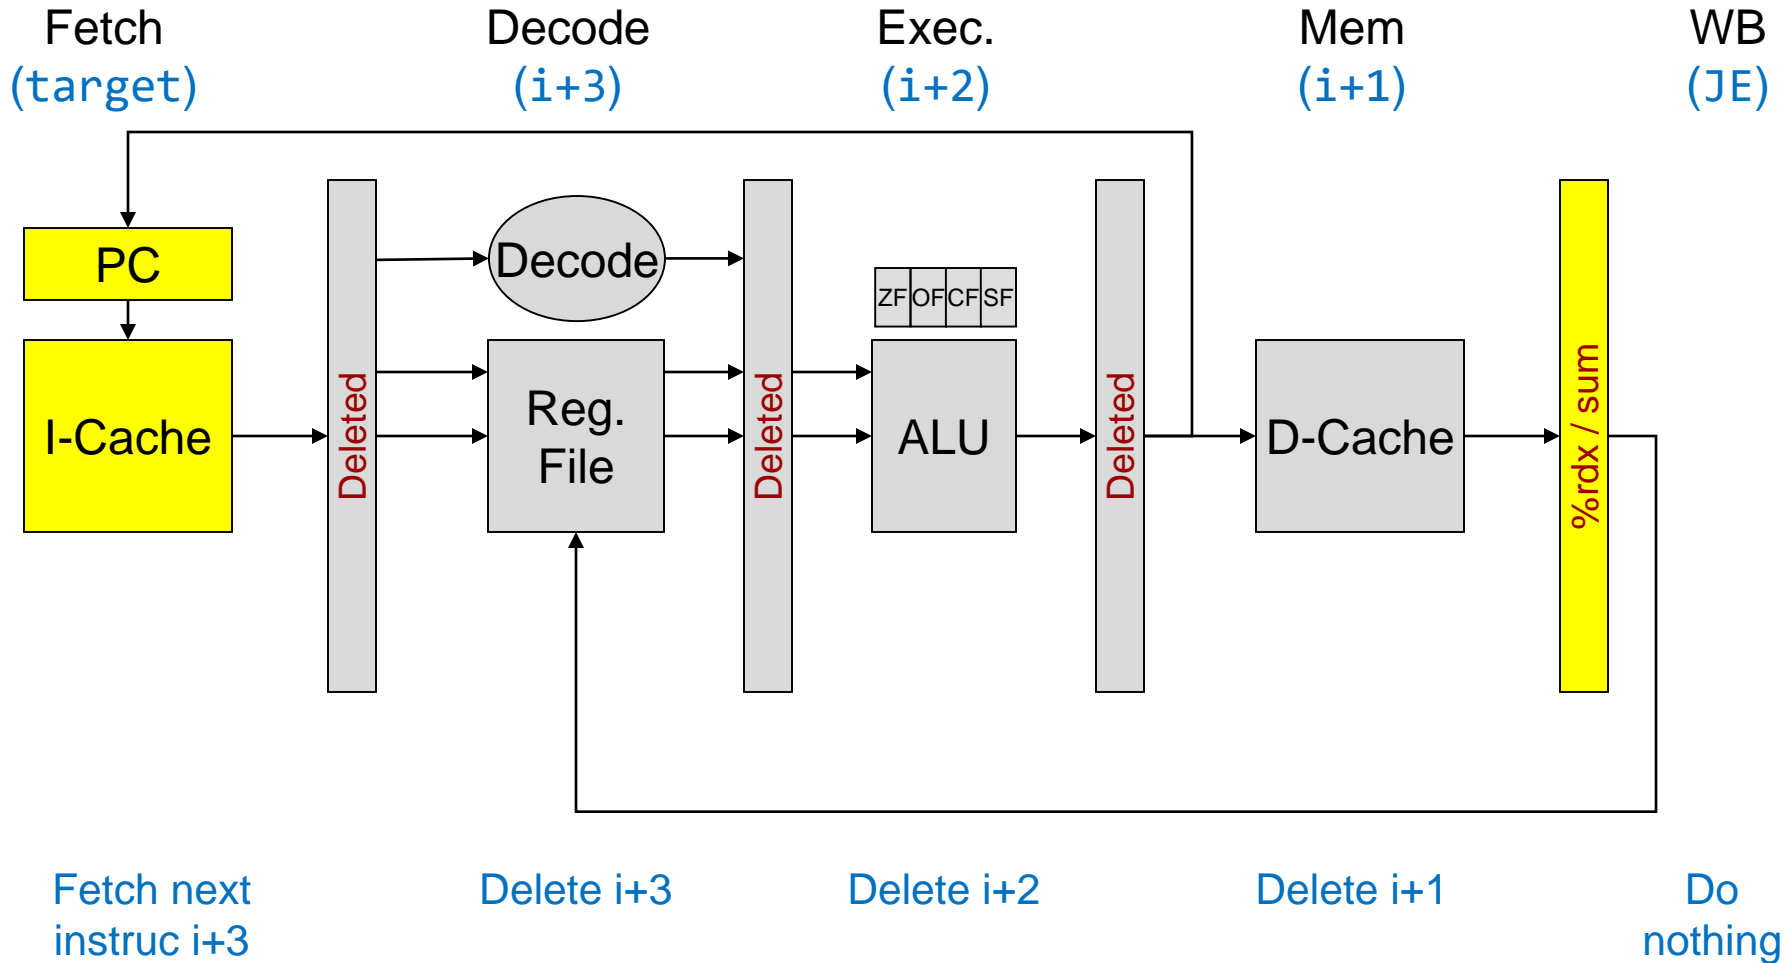 Fetch Decode Exec. Mem WB
(target) (i+3) (i+2) (i+1) (JE)
PC
Decode
ZF OF CF SF
I-Cache
Deleted
Reg.
File
Deleted
ALU
Deleted
D-Cache
%rdx / sum
Fetch next
instruc i+3
Delete i+3
Delete i+2
Delete i+1
Do
nothing